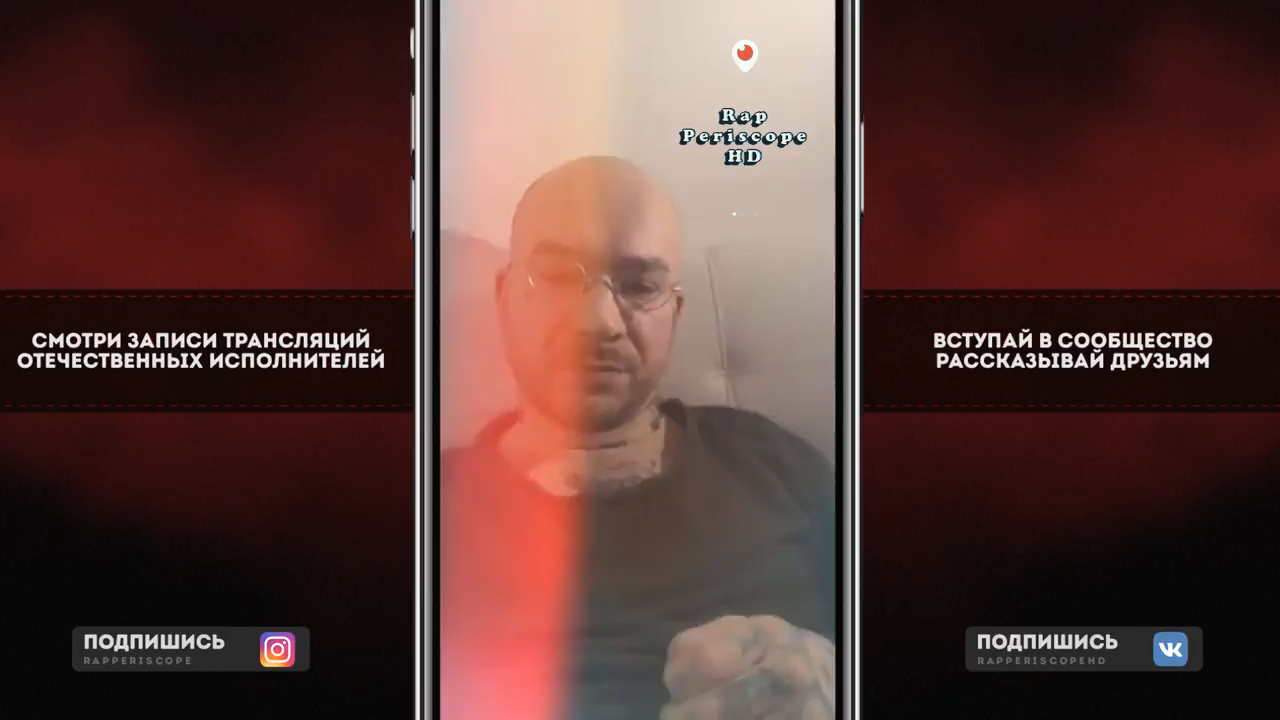 Rap
Periscope
HD
СМОТРИ ЗАПИСИ ТРАНСЛЯЦИЙ
ОТЕЧЕСТВЕННЫХ ИСПОЛНИТЕЛЕЙ
ВСТУПАЙ В СООБЩЕСТВО
РАССКАЗЫВАЙ ДРУЗЬЯМ
ПОДПИШИСЬ
RAPPERISCOPE
ПОДПИШИСЬ
RAPPERISCOPEHD